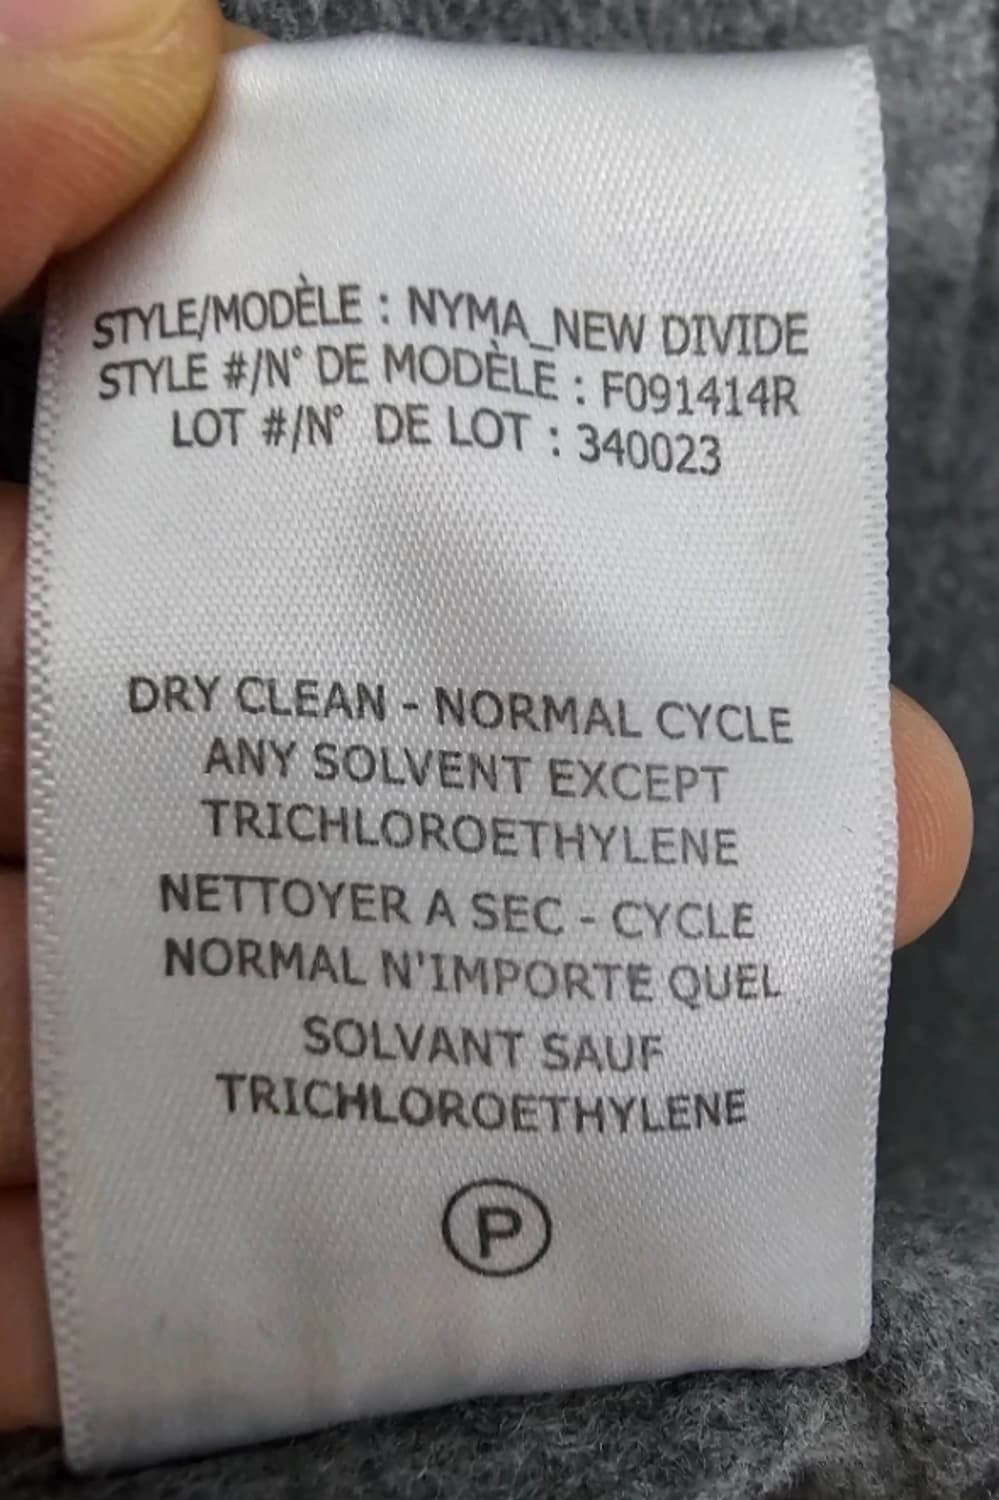 STYLE/MODÈLE : NYMA_NEW DIVIDE
STYLE #/N° DE MODÈLE : F091414R
LOT #/N° DE LOT : 340023
DRY CLEAN - NORMAL CYCLE
ANY SOLVENT EXCEPT
TRICHLOROETHYLENE
NETTOYER A SEC - CYCLE
NORMAL N'IMPORTE QUEL
SOLVANT SAUF
TRICHLOROETHYLENE
P